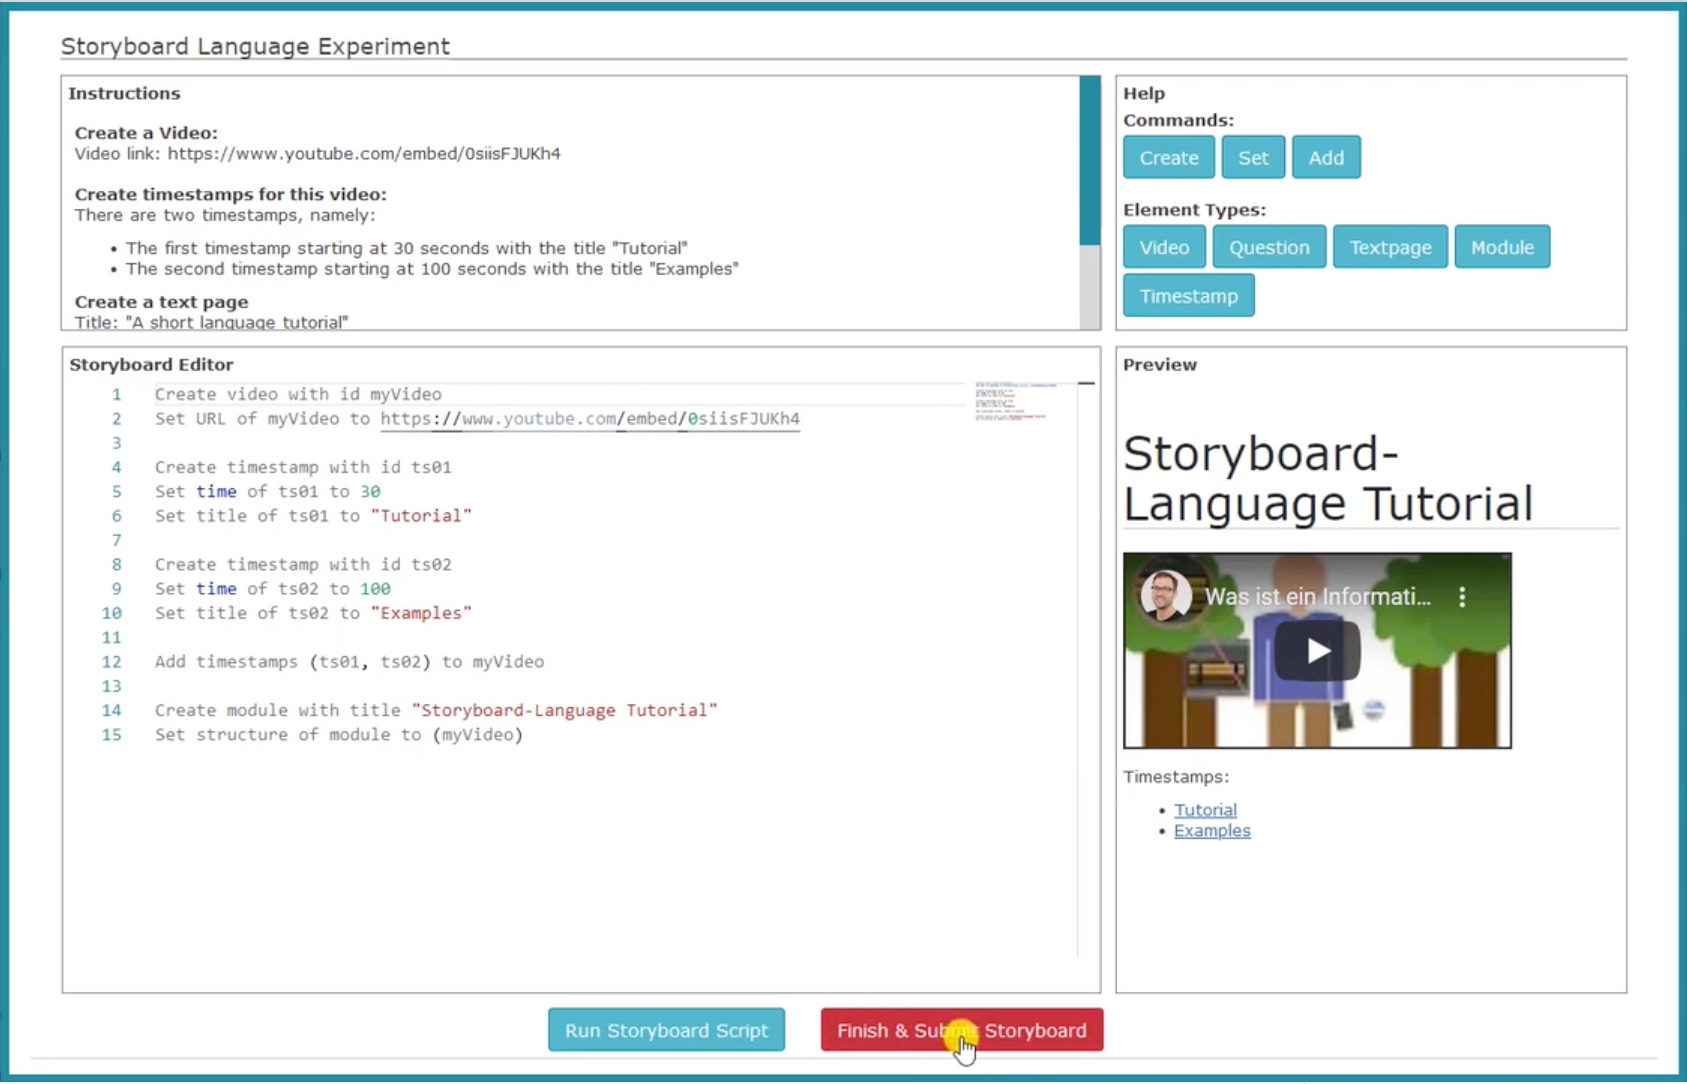 Storyboard Language Experiment
Instructions
Create a Video:
Video link: https://www.youtube.com/embed/0siisFJUKh4
Create timestamps for this video:
There are two timestamps, namely:
• The first timestamp starting at 30 seconds with the title "Tutorial"
• The second timestamp starting at 100 seconds with the title "Examples"
Create a text page
Title: "A short language tutorial"
Help
Commands:
Create Set Add
Element Types:
Video Question Textpage Module
Timestamp
Storyboard Editor
1 Create video with id myVideo
2 Set URL of myVideo to https://www.youtube.com/embed/0siisFJUKh4
3
4 Create timestamp with id ts01
5 Set time of ts01 to 30
6 Set title of ts01 to "Tutorial"
7
8 Create timestamp with id ts02
9 Set time of ts02 to 100
10 Set title of ts02 to "Examples"
11
12 Add timestamps (ts01, ts02) to myVideo
13
14 Create module with title "Storyboard-Language Tutorial"
15 Set structure of module to (myVideo)
Preview
Storyboard-
Language Tutorial
Was ist ein Informati...
Timestamps:
• Tutorial
• Examples
Run Storyboard Script
Finish & Submit Storyboard